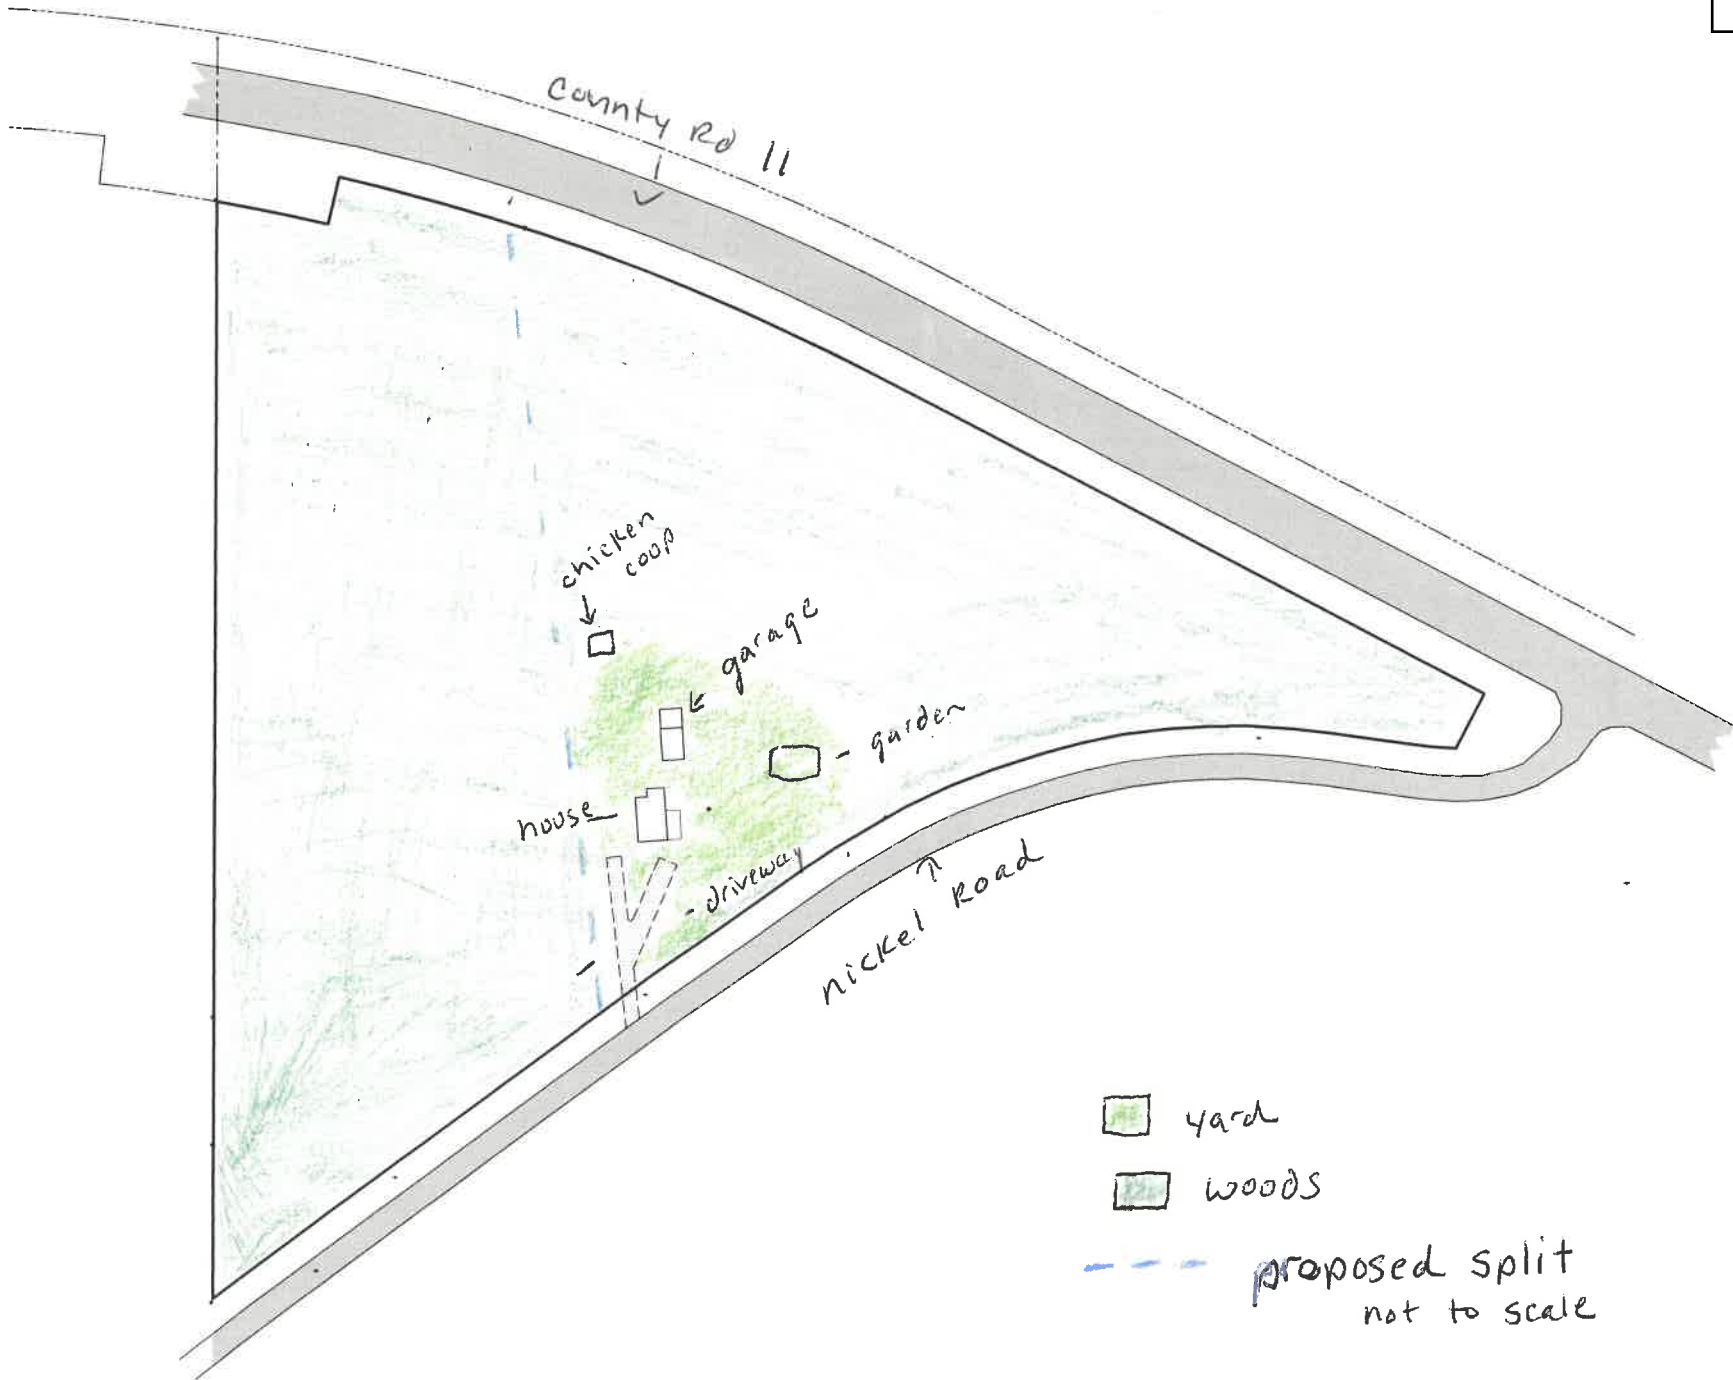 County Rd 11
chicken
coop
garage
garden
house
driveway
nickel Road
yard
woods
proposed split
not to scale